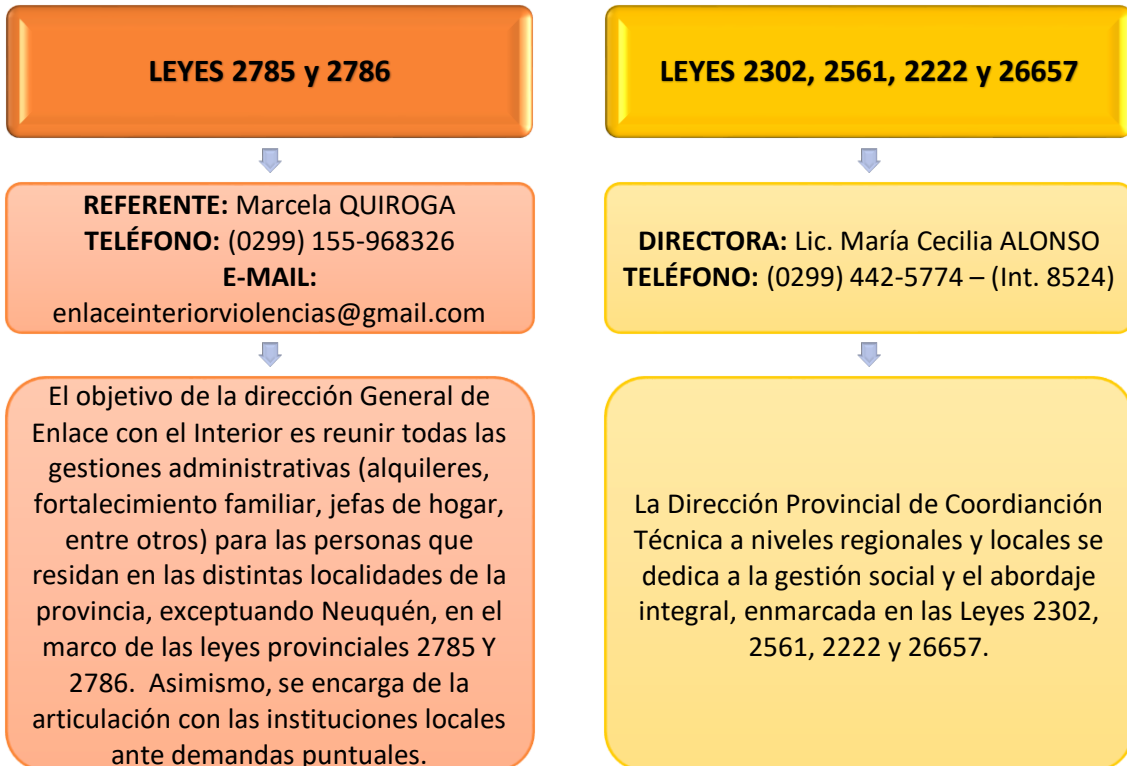 LEYES 2785 y 2786
REFERENTE: Marcela QUIROGA
TELÉFONO: (0299) 155-968326
E-MAIL:
enlaceinteriorviolencias@gmail.com
El objetivo de la dirección General de
Enlace con el Interior es reunir todas las
gestiones administrativas (alquileres,
fortalecimiento familiar, jefas de hogar,
entre otros) para las personas que
residan en las distintas localidades de la
provincia, exceptuando Neuquén, en el
marco de las leyes provinciales 2785 Y
2786. Asimismo, se encarga de la
articulación con las instituciones locales
ante demandas puntuales.
LEYES 2302, 2561, 2222 y 26657
DIRECTORA: Lic. María Cecilia ALONSO
TELÉFONO: (0299) 442-5774 – (Int. 8524)
La Dirección Provincial de Coordianción
Técnica a niveles regionales y locales se
dedica a la gestión social y el abordaje
integral, enmarcada en las Leyes 2302,
2561, 2222 y 26657.